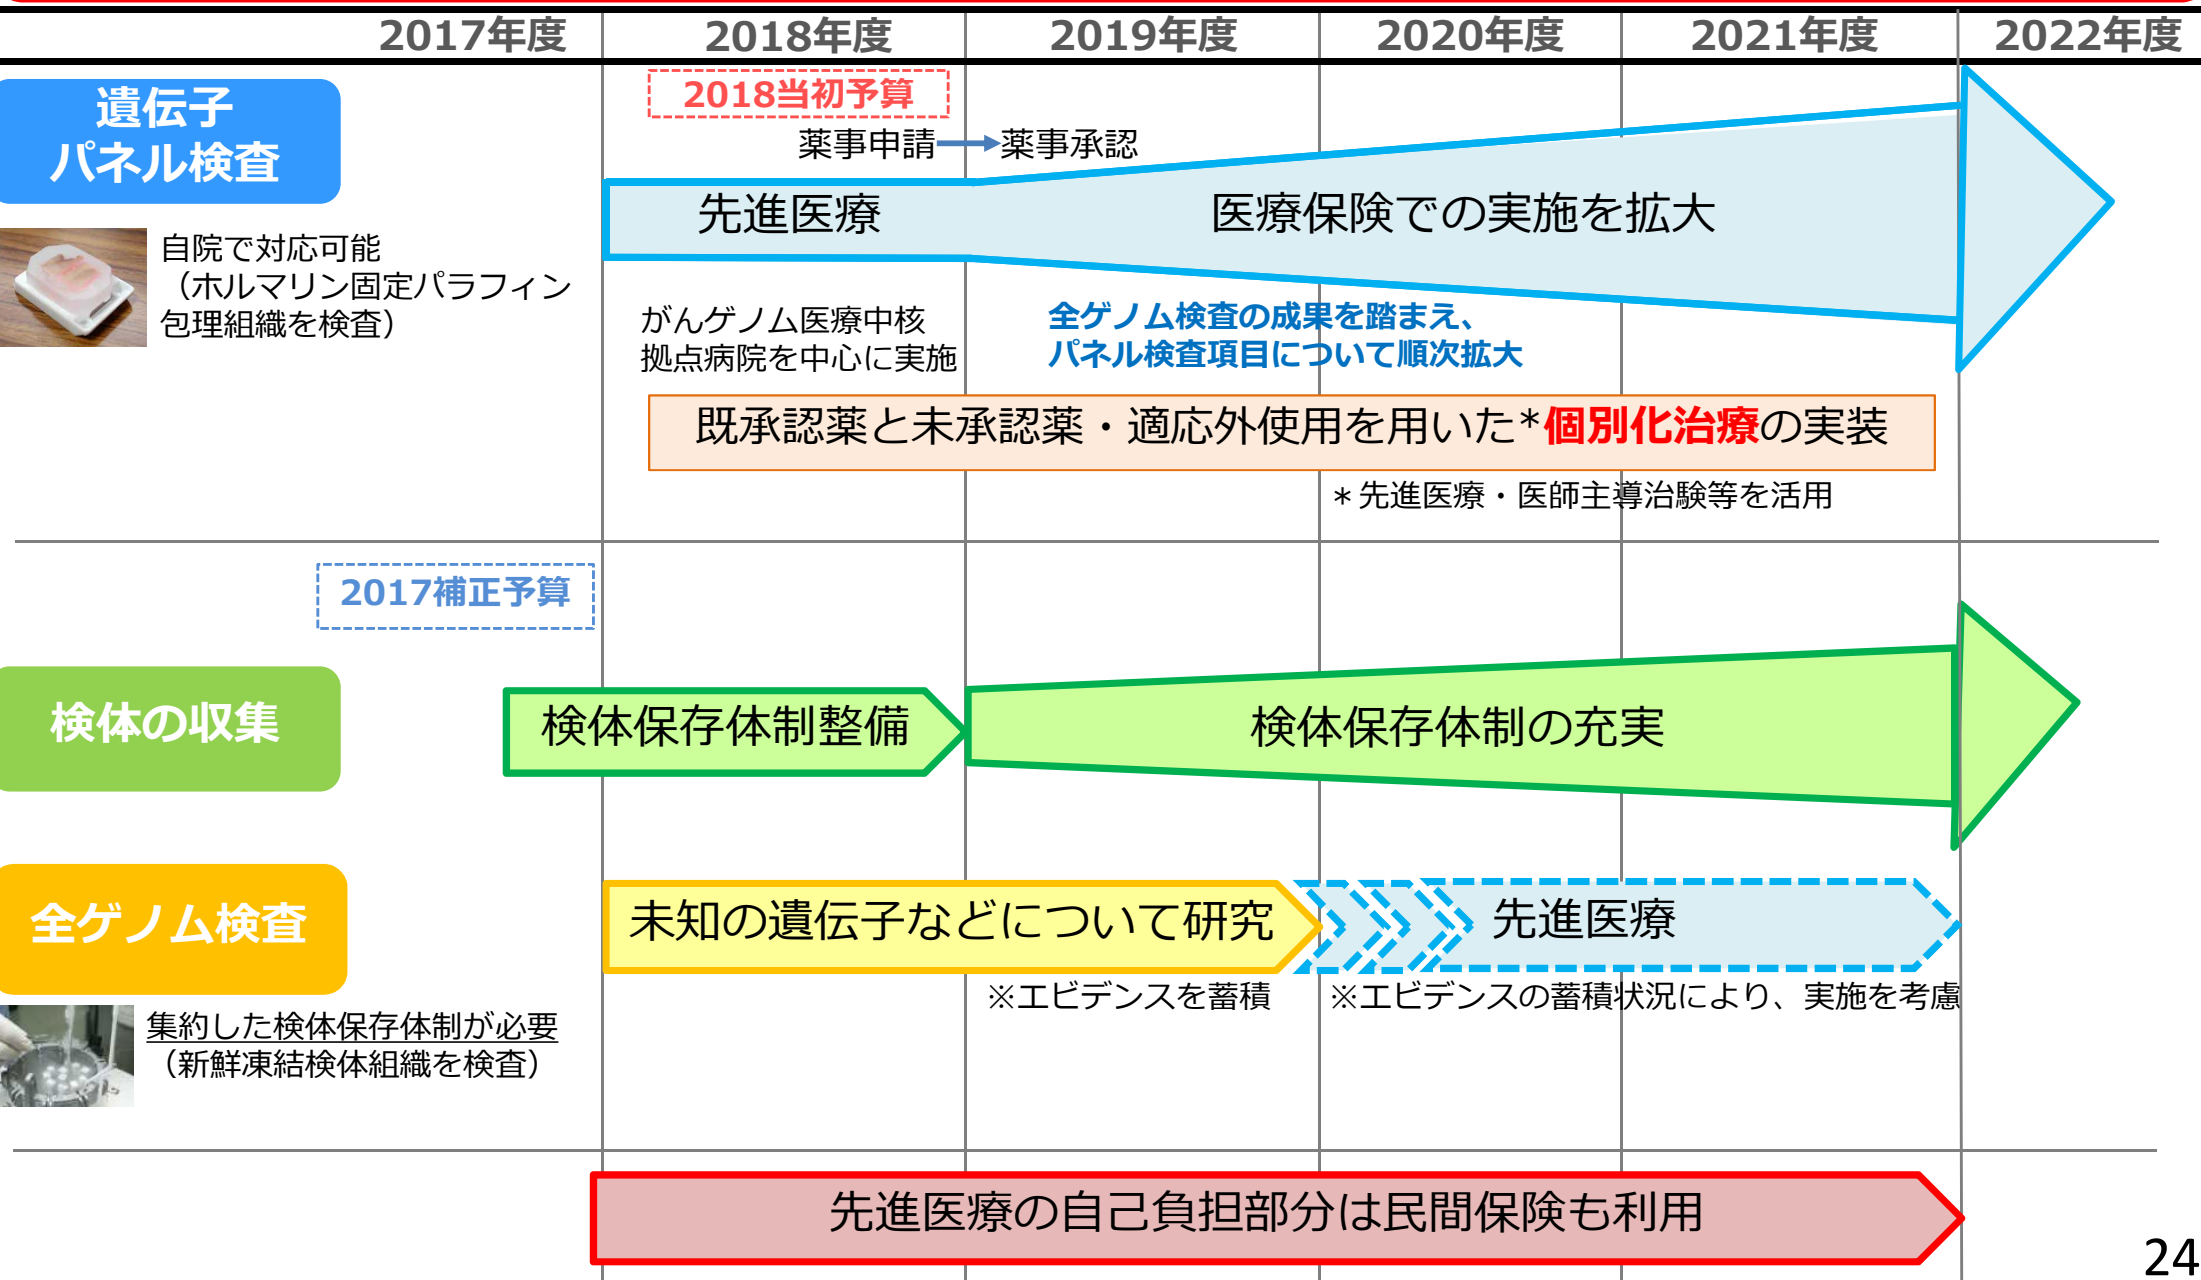 2017年度
2018年度
2019年度
2020年度
2021年度
2022年度
遺伝子
パネル検査
2018当初予算
薬事申請
薬事承認
先進医療
医療保険での実施を拡大
自院で対応可能
（ホルマリン固定パラフィン
包理組織を検査）
がんゲノム医療中核
拠点病院を中心に実施
全ゲノム検査の成果を踏まえ、
パネル検査項目について順次拡大
既承認薬と未承認薬・適応外使用を用いた*個別化治療の実装
＊先進医療・医師主導治験等を活用
2017補正予算
検体の収集
検体保存体制整備
検体保存体制の充実
全ゲノム検査
未知の遺伝子などについて研究
先進医療
※エビデンスを蓄積
※エビデンスの蓄積状況により、実施を考慮
集約した検体保存体制が必要
（新鮮凍結検体組織を検査）
先進医療の自己負担部分は民間保険も利用
24